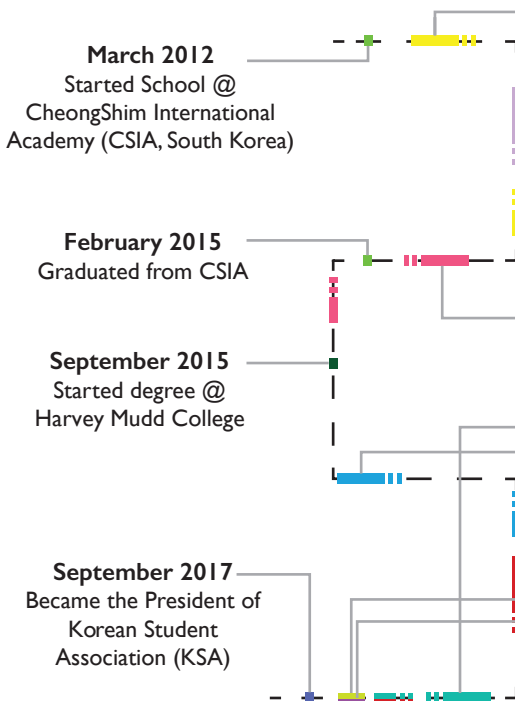 March 2012
Started School @
CheongShim International
Academy (CSIA, South Korea)
February 2015
Graduated from CSIA
September 2015
Started degree @
Harvey Mudd College
September 2017
Became the President of
Korean Student
Association (KSA)